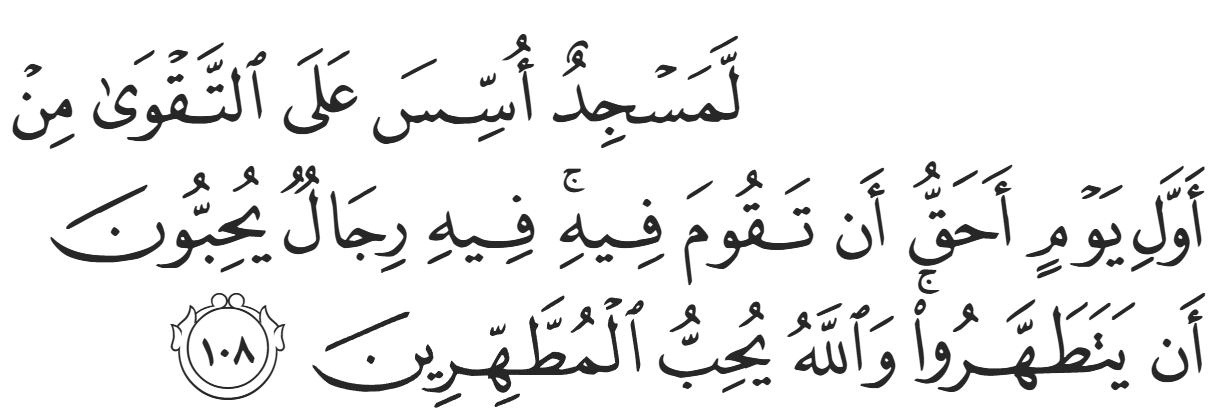 لَّمَسۡجِدٌ أُسِّسَ عَلَى ٱلتَّقۡوَىٰ مِنۡ
أَوَّلِ يَوۡمٍ أَحَقُّ أَن تَقُومَ فِيهِۚ فِيهِ رِجَالٞ يُحِبُّونَ
أَن يَتَطَهَّرُواْۚ وَٱللَّهُ يُحِبُّ ٱلۡمُطَّهِّرِينَ ١٠٨